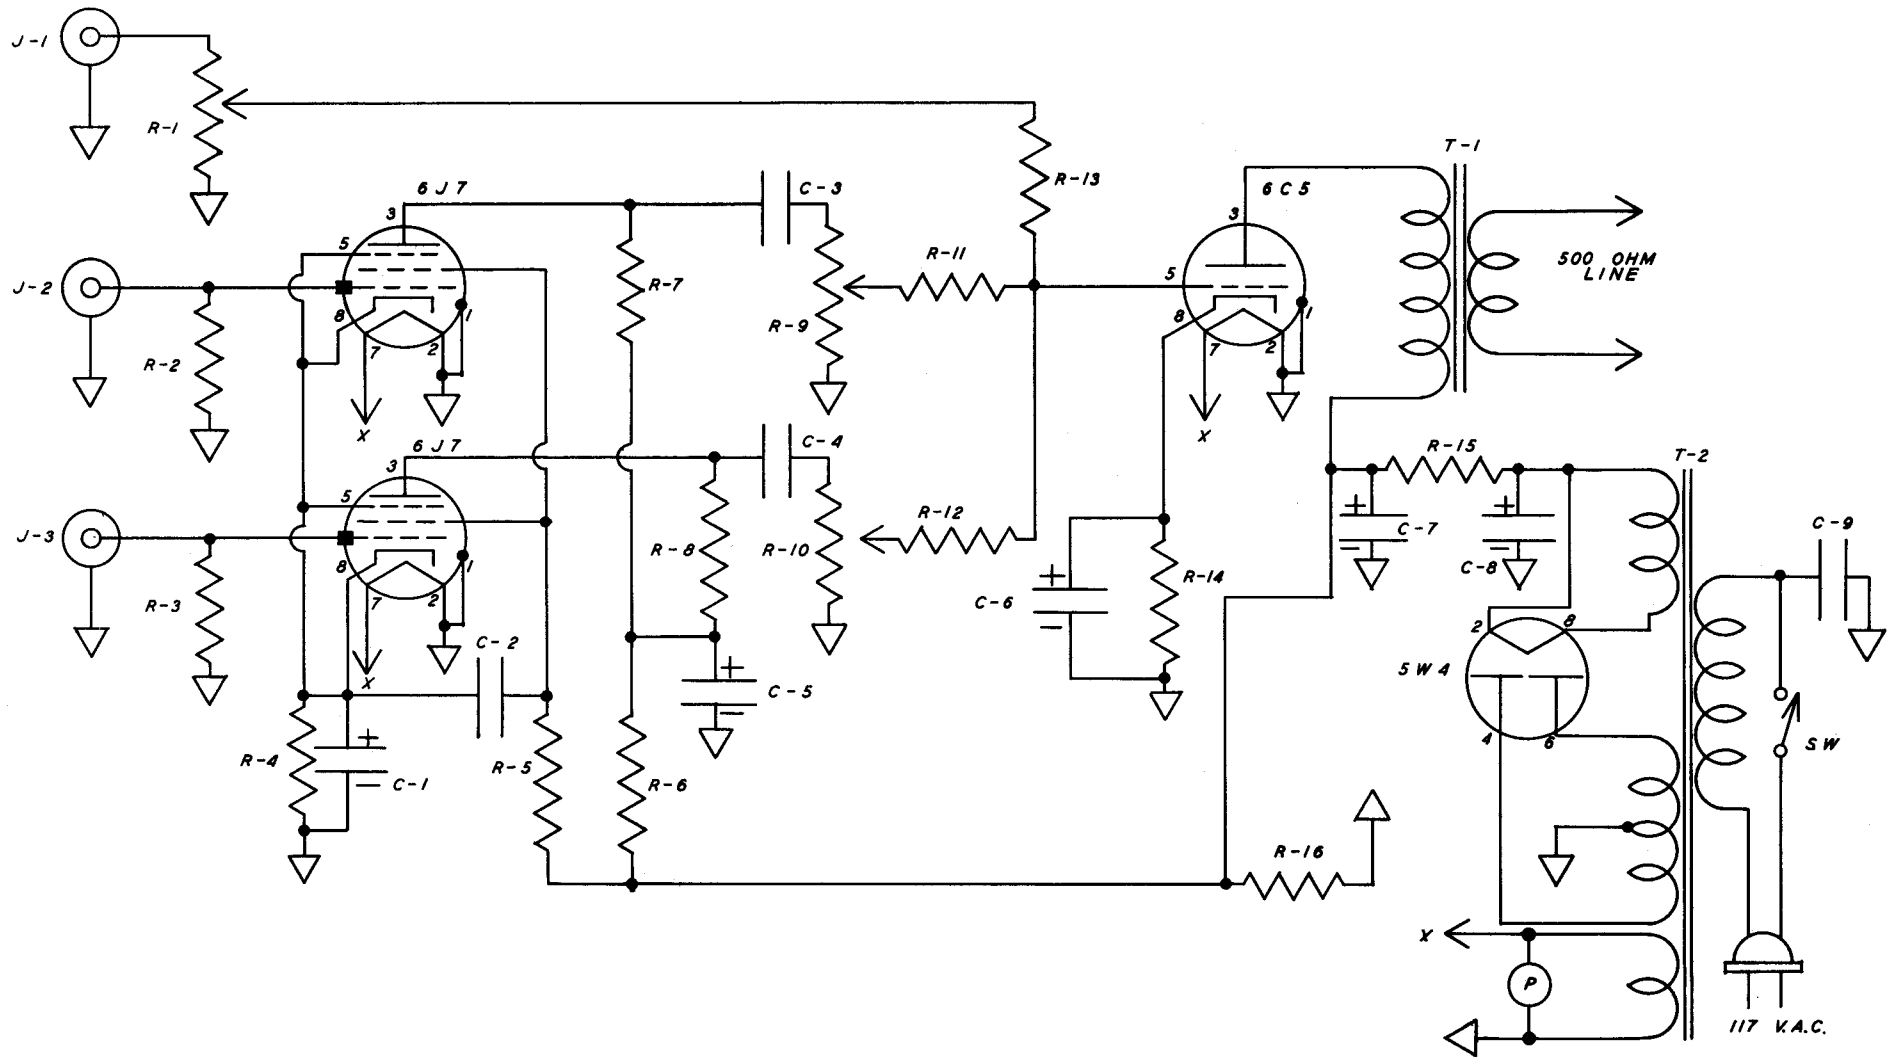 J-1
R-1
T-1
6J7
C-3
R-13
6C5
3
3
5
R-11
5
500 OHM
LINE
J-2
R-7
8
1
R-9
8
1
R-2
7
2
7
2
X
X
6J7
C-4
R-15
T-2
3
5
R-12
C-7
C-9
J-3
R-8
R-10
8
1
C-8
R-14
R-3
7
2
C-6
+
-
+
-
+
-
2
8
C-2
X
+
C-5
-
5W4
R-4
+
-
C-1
R-5
R-6
4
6
SW
R-16
X
P
117 V.A.C.